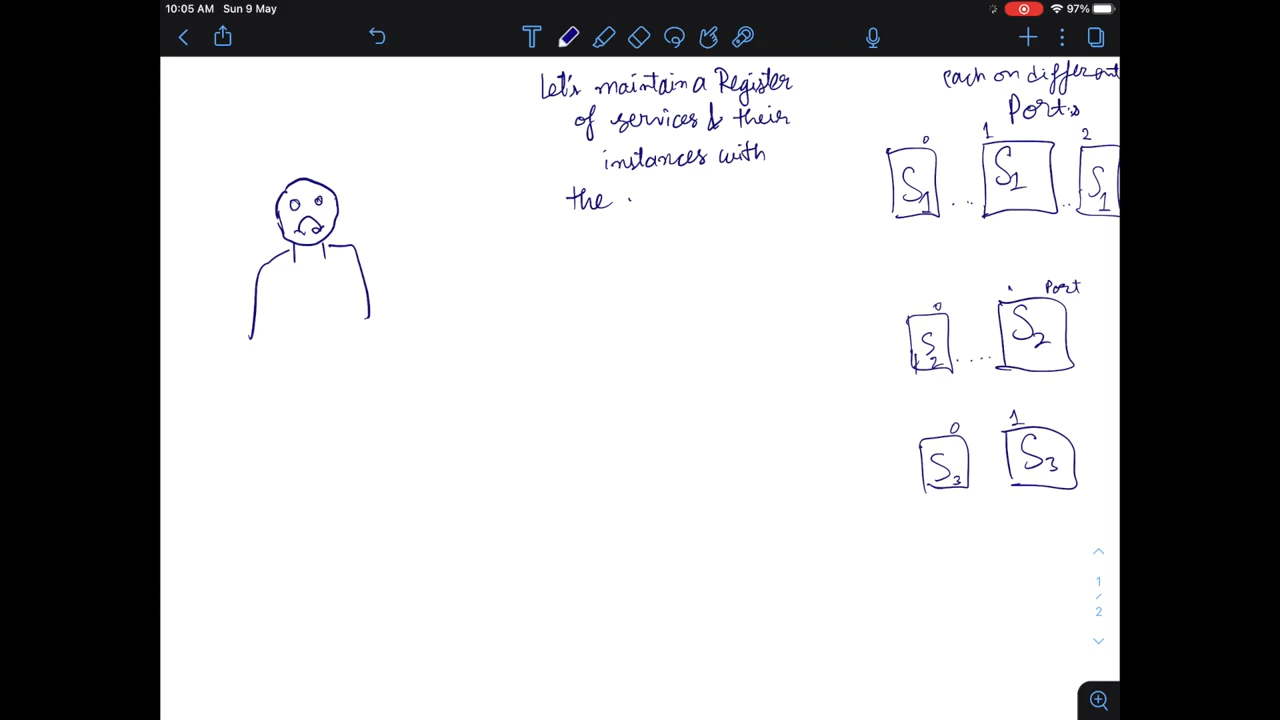 10:05 AM Sun 9 May
97%
T
Let's maintain a Register
of services & their
instances with
the
each on different
Ports
0 1 2
S1 ... S1 .. S1
0 Port
S2 .... S2
0 1
S3 S3
1
/
2